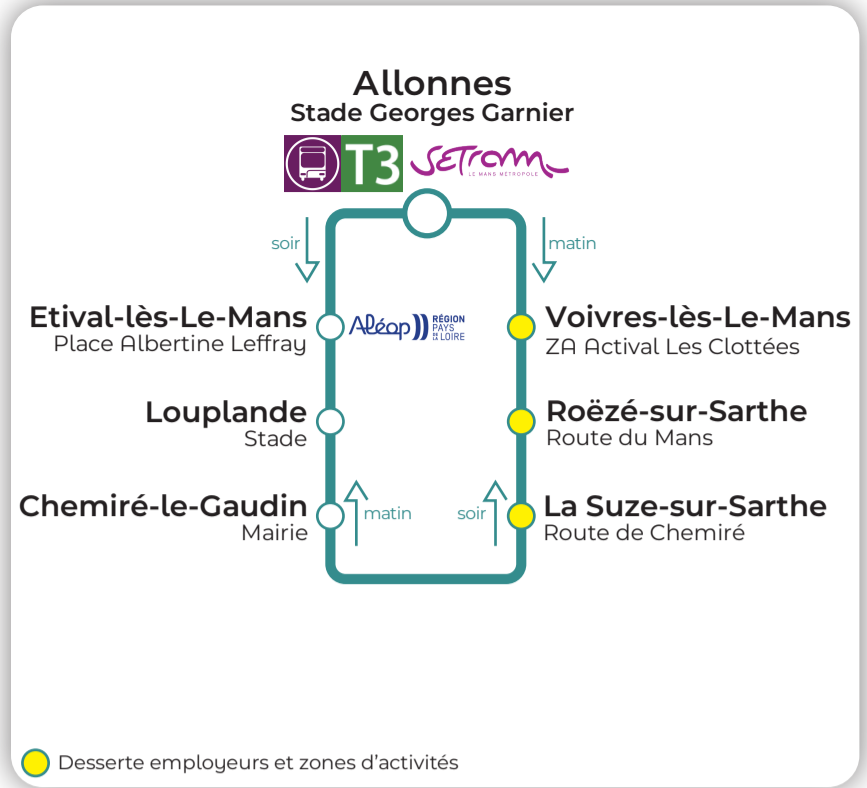 Allonnes
Stade Georges Garnier
T3 SETRAM
LE MANS MÉTROPOLE
soir
matin
Etival-lès-Le-Mans
Place Albertine Leffray
Aléop RÉGION
PAYS
DE LA
LOIRE
Voivres-lès-Le-Mans
ZA Actival Les Clottées
Louplande
Stade
Roëzé-sur-Sarthe
Route du Mans
Chemiré-le-Gaudin
Mairie
matin
soir
La Suze-sur-Sarthe
Route de Chemiré
Desserte employeurs et zones d'activités